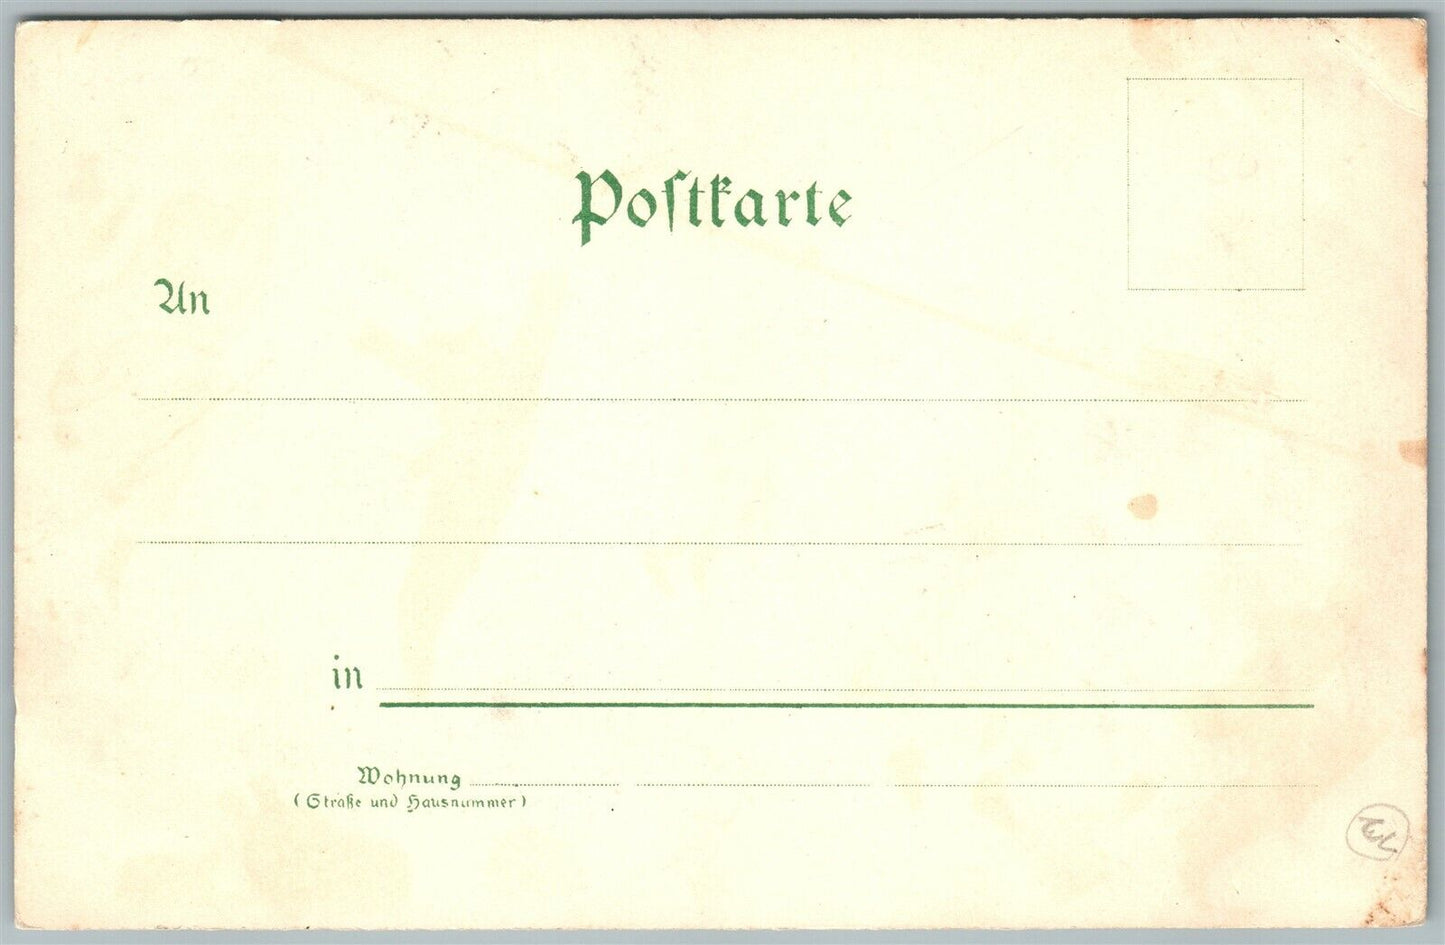 Postkarte
An
in
Wohnung
(Straße und Hausnummer)